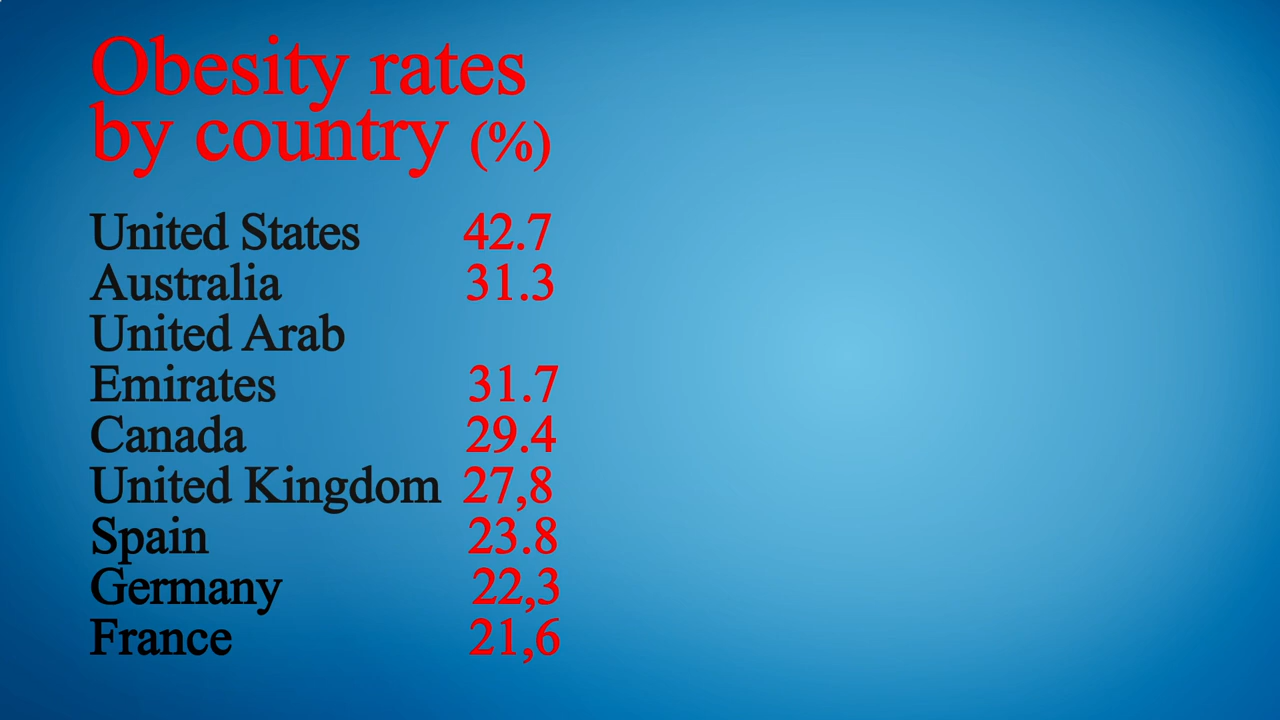 Obesity rates
by country (%)
United States 42.7
Australia 31.3
United Arab
Emirates 31.7
Canada 29.4
United Kingdom 27,8
Spain 23.8
Germany 22,3
France 21,6